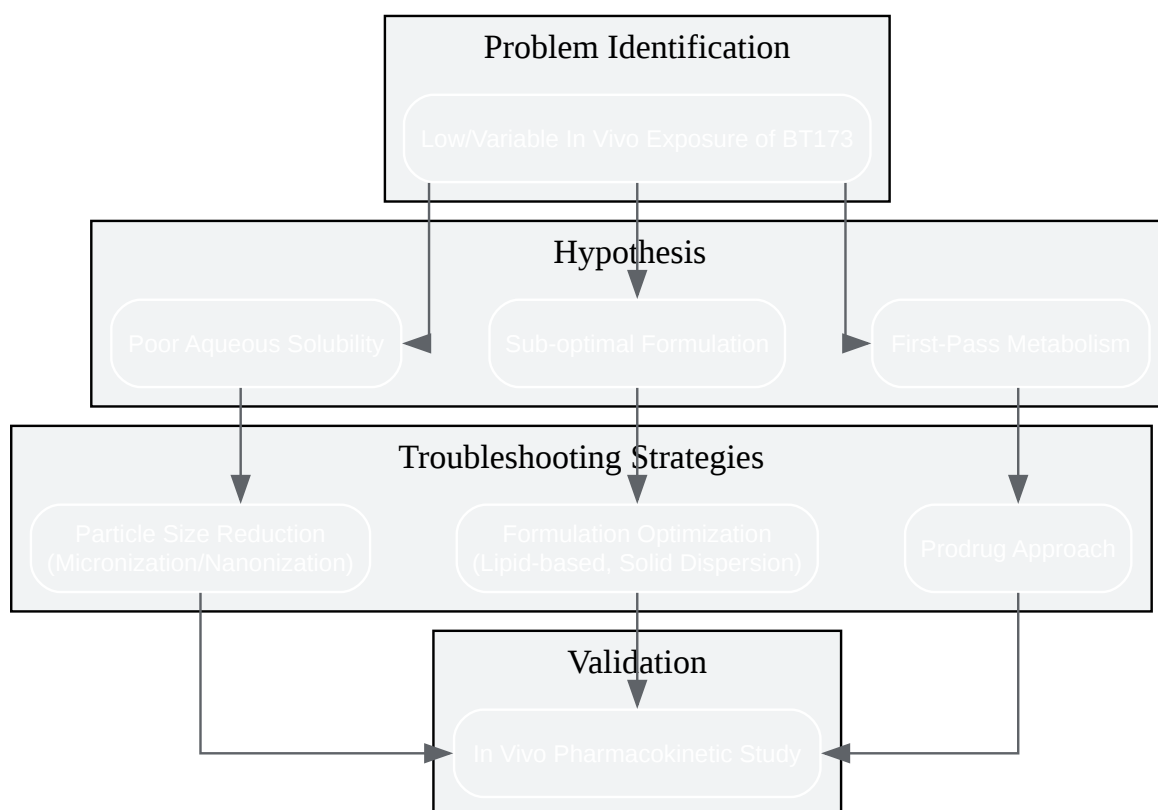 Problem Identification
Low/Variable In Vivo Exposure of BT173
Hypothesis
Poor Aqueous Solubility
Sub-optimal Formulation
First-Pass Metabolism
Troubleshooting Strategies
Particle Size Reduction
(Micronization/Nanonization)
Formulation Optimization
(Lipid-based, Solid Dispersion)
Prodrug Approach
Validation
In Vivo Pharmacokinetic Study